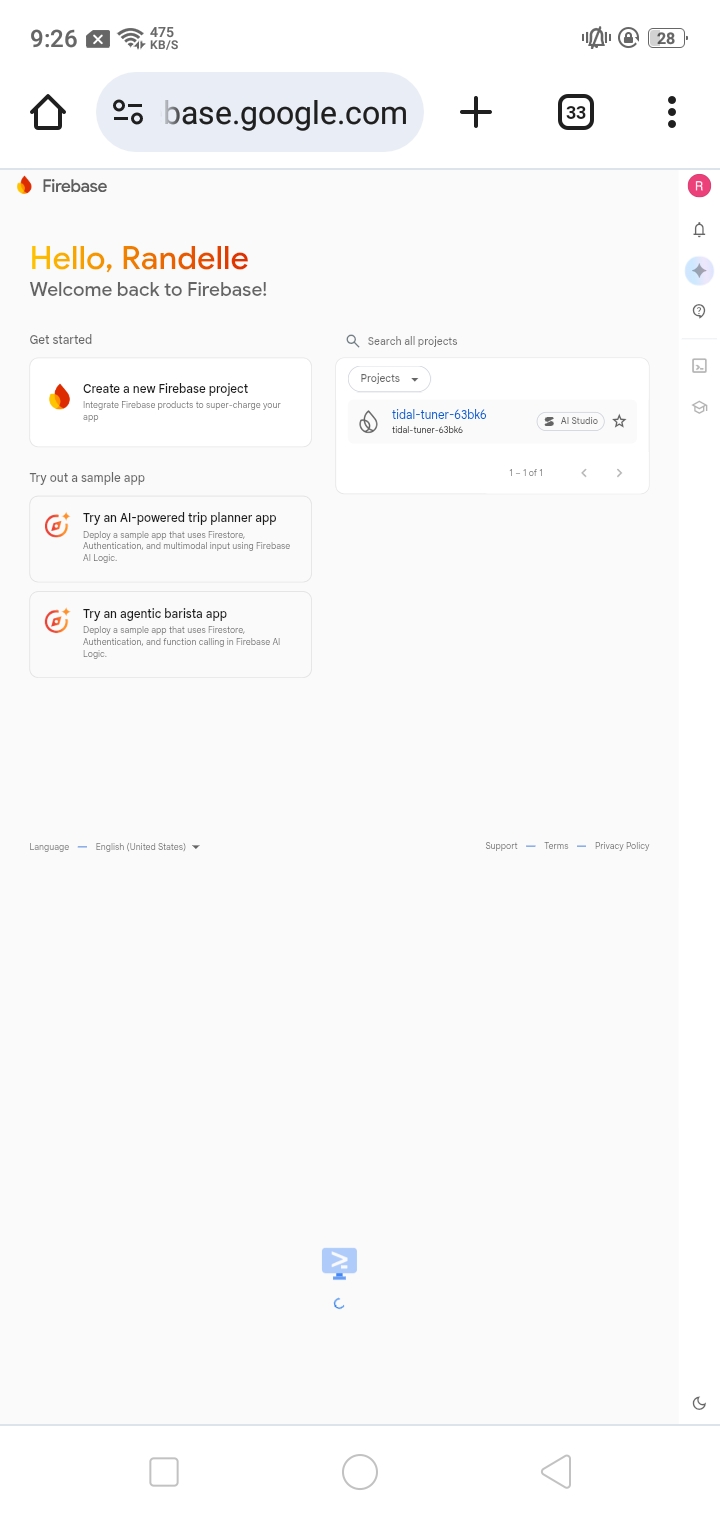 9:26
475
KB/S
28
base.google.com
33
Firebase
R
Hello, Randelle
Welcome back to Firebase!
Get started
Create a new Firebase project
Integrate Firebase products to super-charge your
app
Try out a sample app
Try an AI-powered trip planner app
Deploy a sample app that uses Firestore,
Authentication, and multimodal input using Firebase
AI Logic.
Try an agentic barista app
Deploy a sample app that uses Firestore,
Authentication, and function calling in Firebase AI
Logic.
Search all projects
Projects
tidal-tuner-63bk6
AI Studio
tidal-tuner-63bk6
1 – 1 of 1
Language
English (United States)
Support
Terms
Privacy Policy